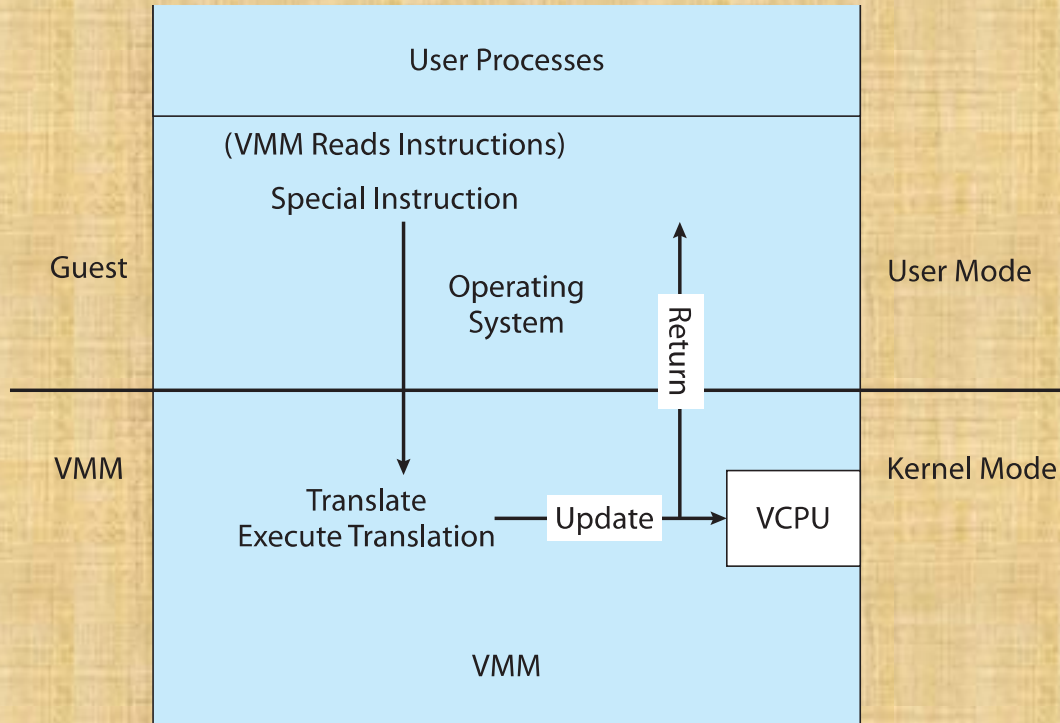 User Processes
(VMM Reads Instructions)
Special Instruction
Guest
User Mode
Operating
System
Return
VMM
Kernel Mode
Translate
Execute Translation
Update
VCPU
VMM